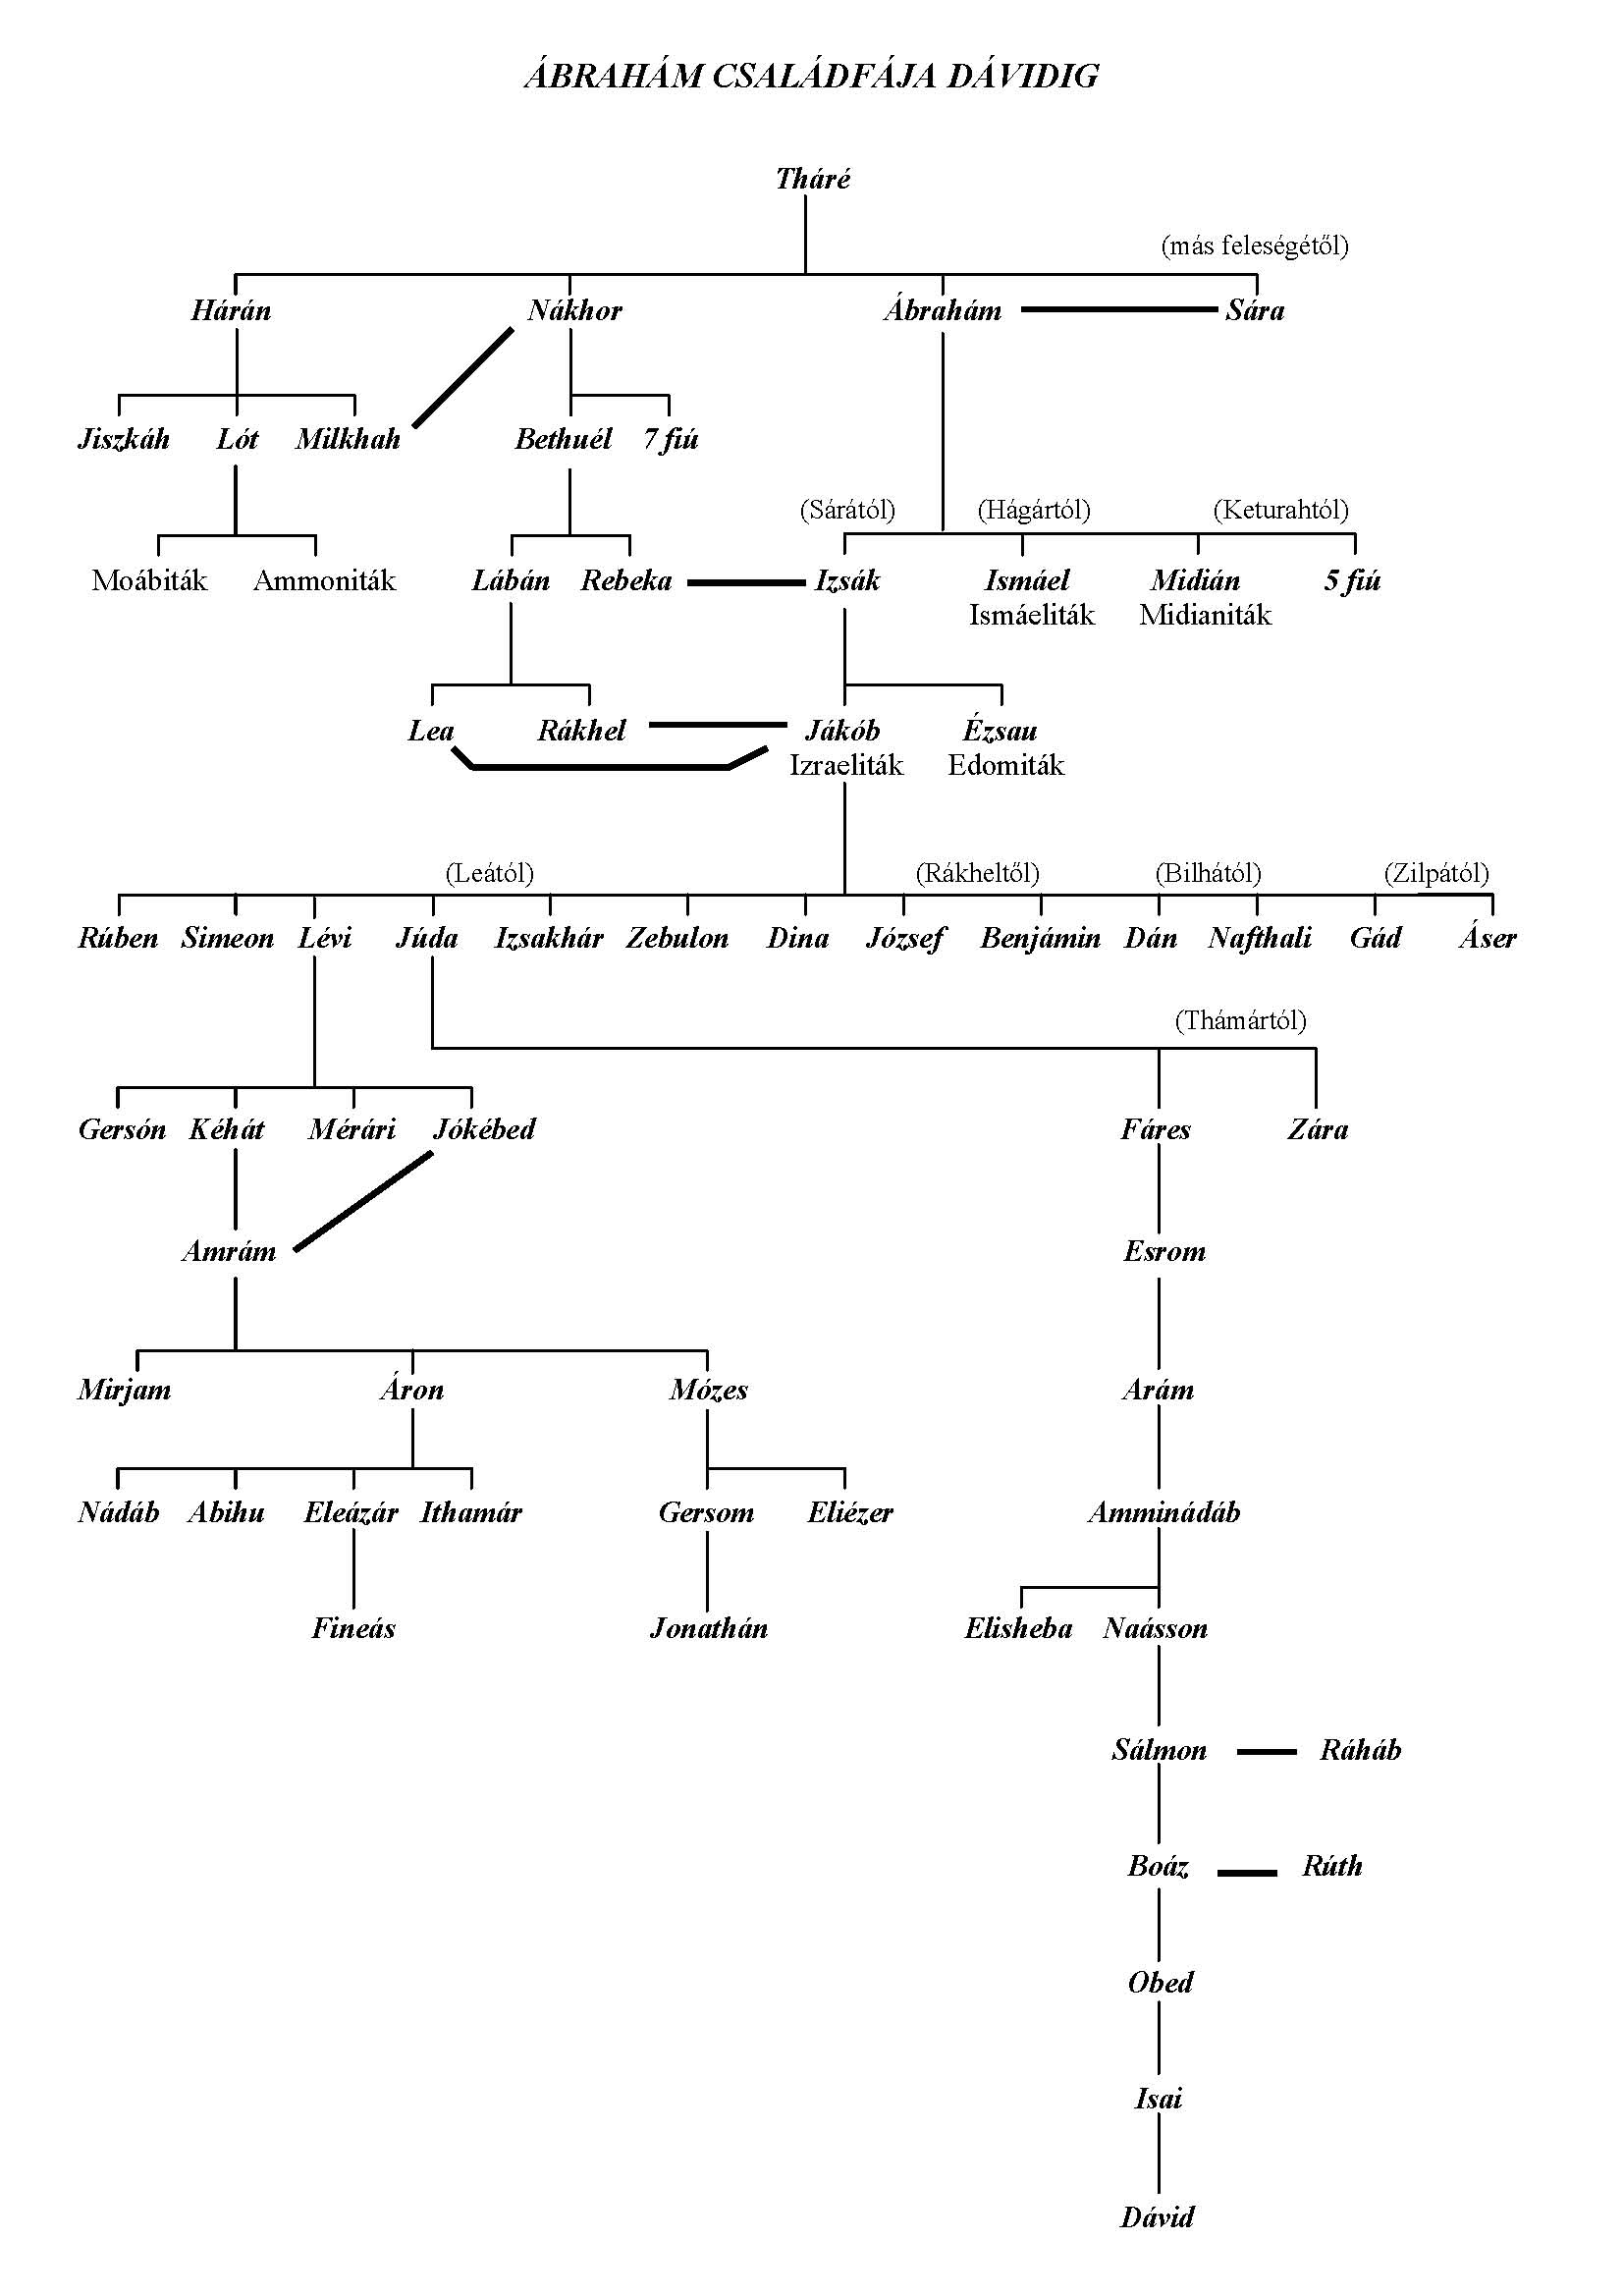 ÁBRAHÁM CSALÁDFÁJA DÁVIDIG
Tháré
(más feleségétől)
Hárán Nákhor Ábrahám Sára
Jiszkáh Lót Milkhah Bethuél 7 fiú
(Sárától) (Hágártól) (Keturahtól)
Moábiták Ammoniták Lábán Rebeka Izsák Ismáel Midián 5 fiú
Ismáeliták Midianiták
Lea Rákhel Jákób Ézsau
Izraeliták Edomiták
(Leától) (Rákheltől) (Bilhától) (Zilpától)
Rúben Simeon Lévi Júda Izsakhár Zebulon Dina József Benjámin Dán Nafthali Gád Áser
(Thámártól)
Gersón Kéhát Mérári Jókébed Fáres Zára
Amrám Esrom
Mirjam Áron Mózes Arám
Nádáb Abihu Eleázár Ithamár Gersom Eliézer Amminádáb
Fineás Jonathán Elisheba Naásson
Sálmon Ráháb
Boáz Rúth
Obed
Isai
Dávid